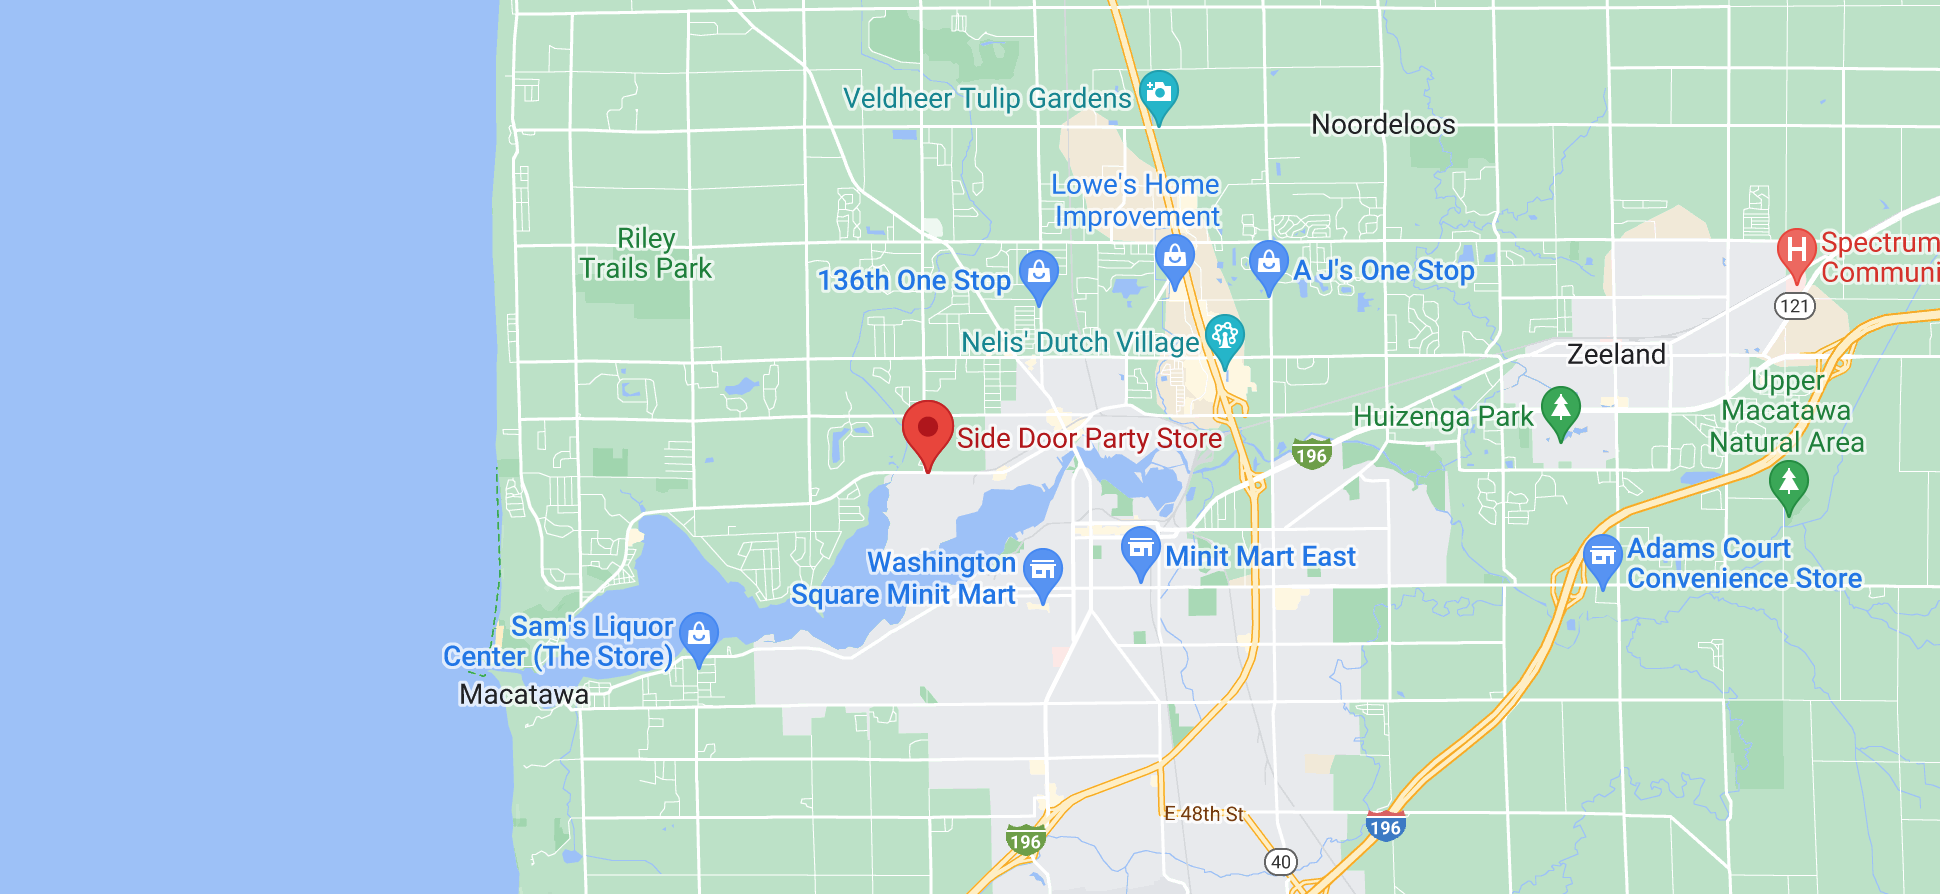 Veldheer Tulip Gardens
Noordeloos
Lowe's Home
Improvement
Riley
Trails Park
136th One Stop
A J's One Stop
H
Spectrum
Communi
121
Nelis' Dutch Village
Zeeland
Upper
Macatawa
Natural Area
Huizenga Park
Side Door Party Store
196
Washington
Square Minit Mart
Minit Mart East
Adams Court
Convenience Store
Sam's Liquor
Center (The Store)
Macatawa
E 48th St
196
196
40